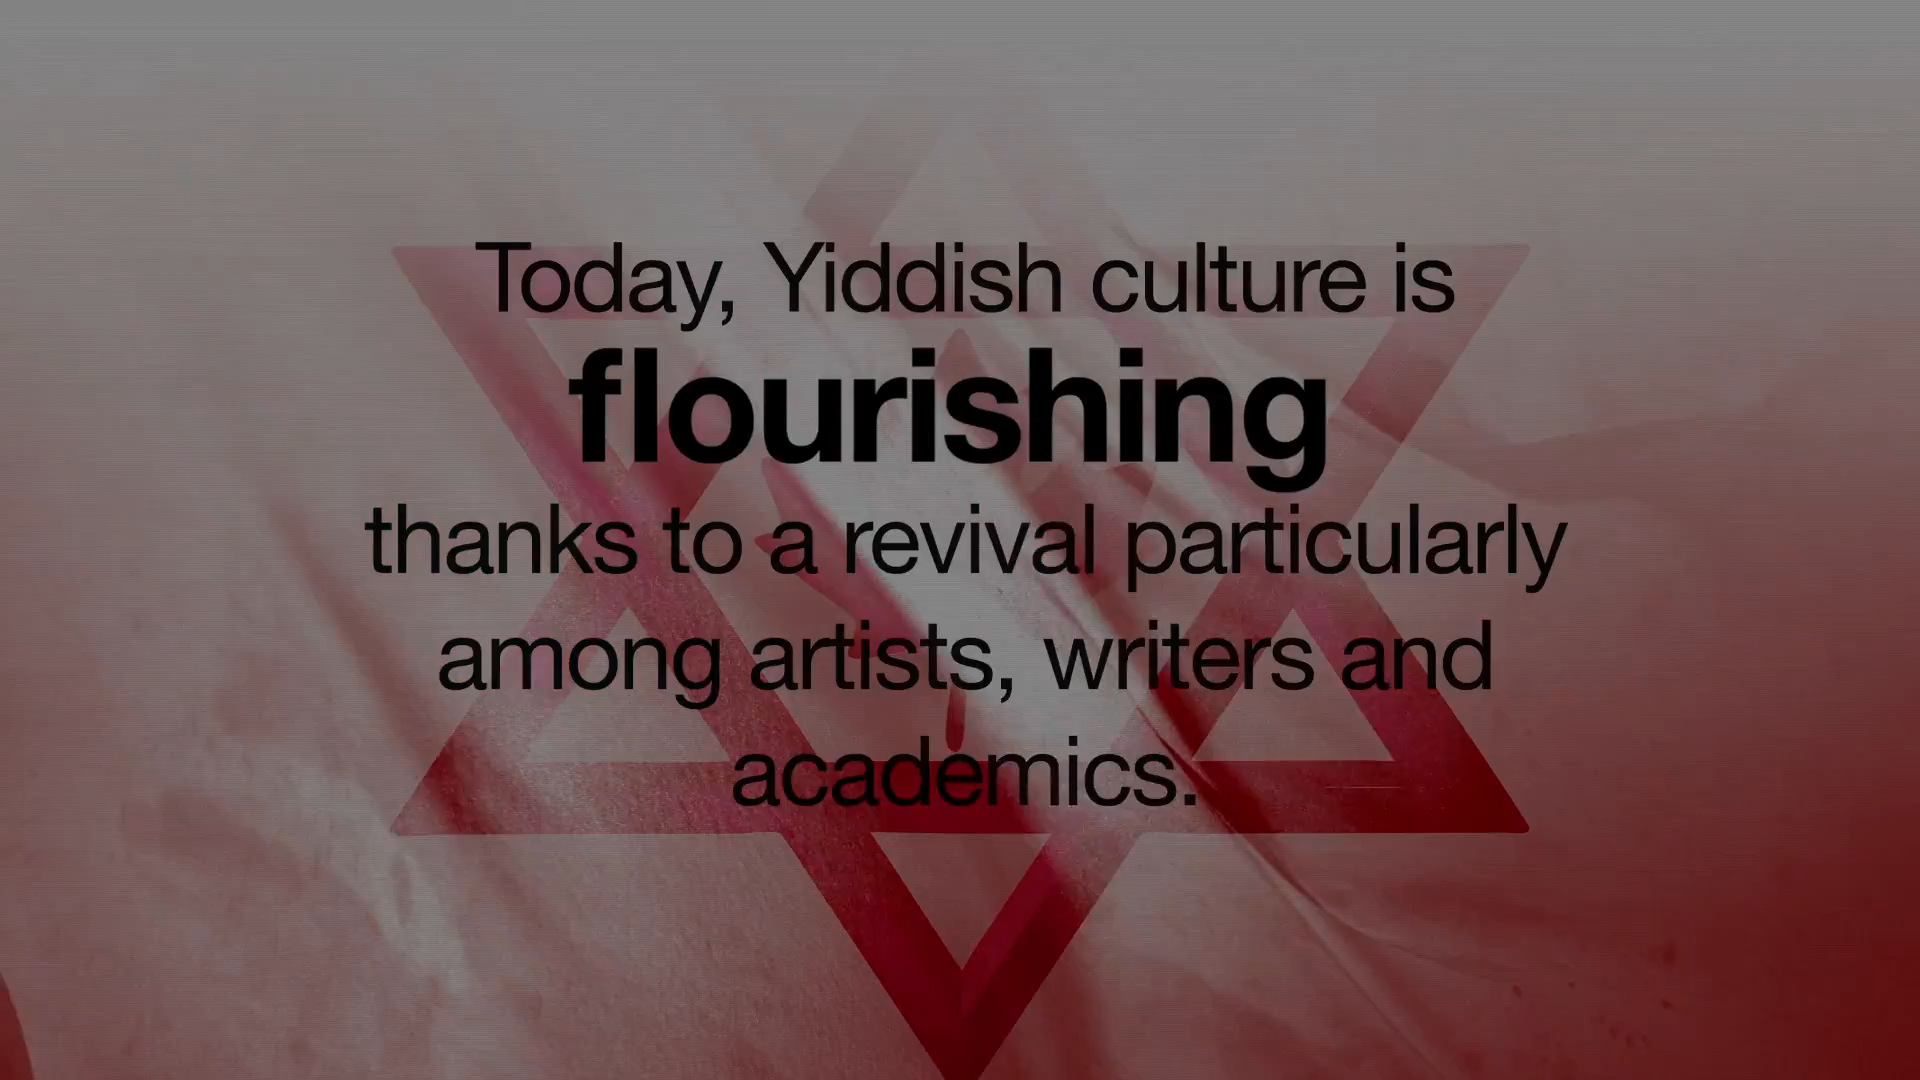 Today, Yiddish culture is
flourishing
thanks to a revival particularly
among artists, writers and
academics.